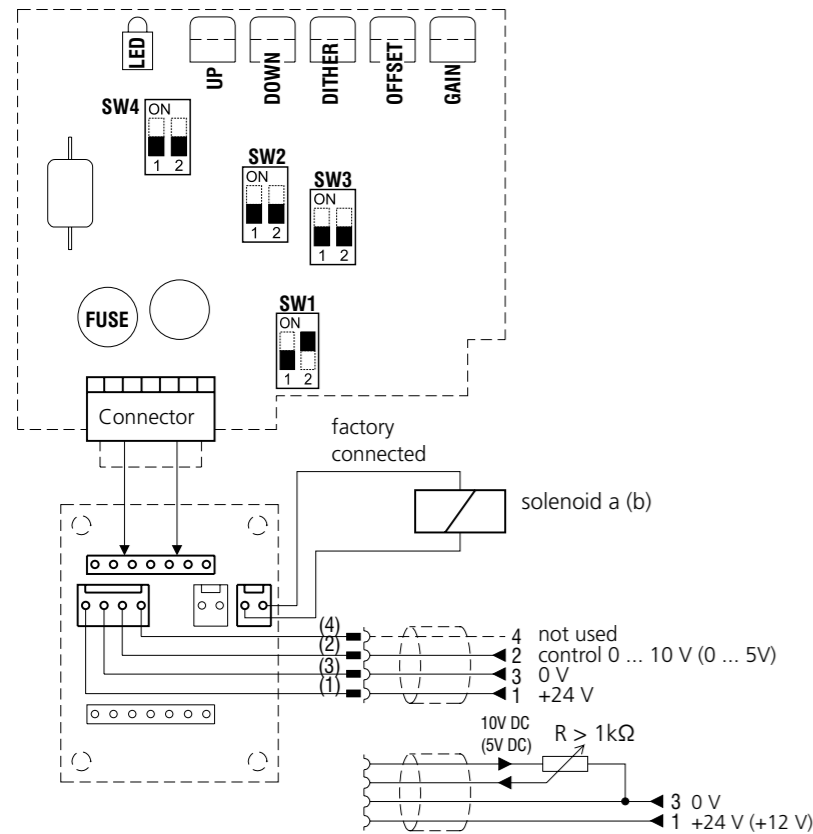 LED
UP
DOWN
DITHER
OFFSET
GAIN
SW4
ON
1 2
SW2
ON
1 2
SW3
ON
1 2
FUSE
SW1
ON
1 2
Connector
factory
connected
solenoid a (b)
(4)
4 not used
(2)
2 control 0 ... 10 V (0 ... 5V)
(3)
3 0 V
(1)
1 +24 V
10V DC
(5V DC)
R > 1kΩ
3 0 V
1 +24 V (+12 V)